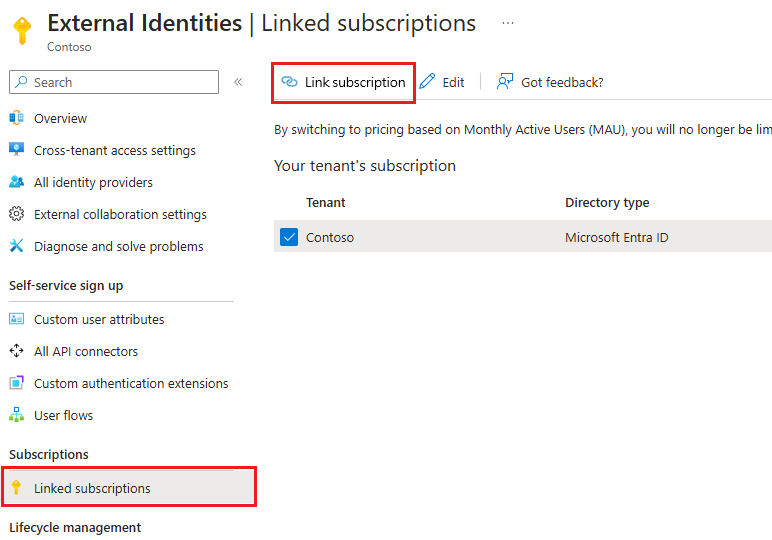 External Identities | Linked subscriptions ...
Contoso
Search
Overview
Cross-tenant access settings
All identity providers
External collaboration settings
Diagnose and solve problems
Self-service sign up
Custom user attributes
All API connectors
Custom authentication extensions
User flows
Subscriptions
Linked subscriptions
Lifecycle management
Link subscription Edit Got feedback?
By switching to pricing based on Monthly Active Users (MAU), you will no longer be lim
Your tenant's subscription
Tenant Directory type
Contoso Microsoft Entra ID